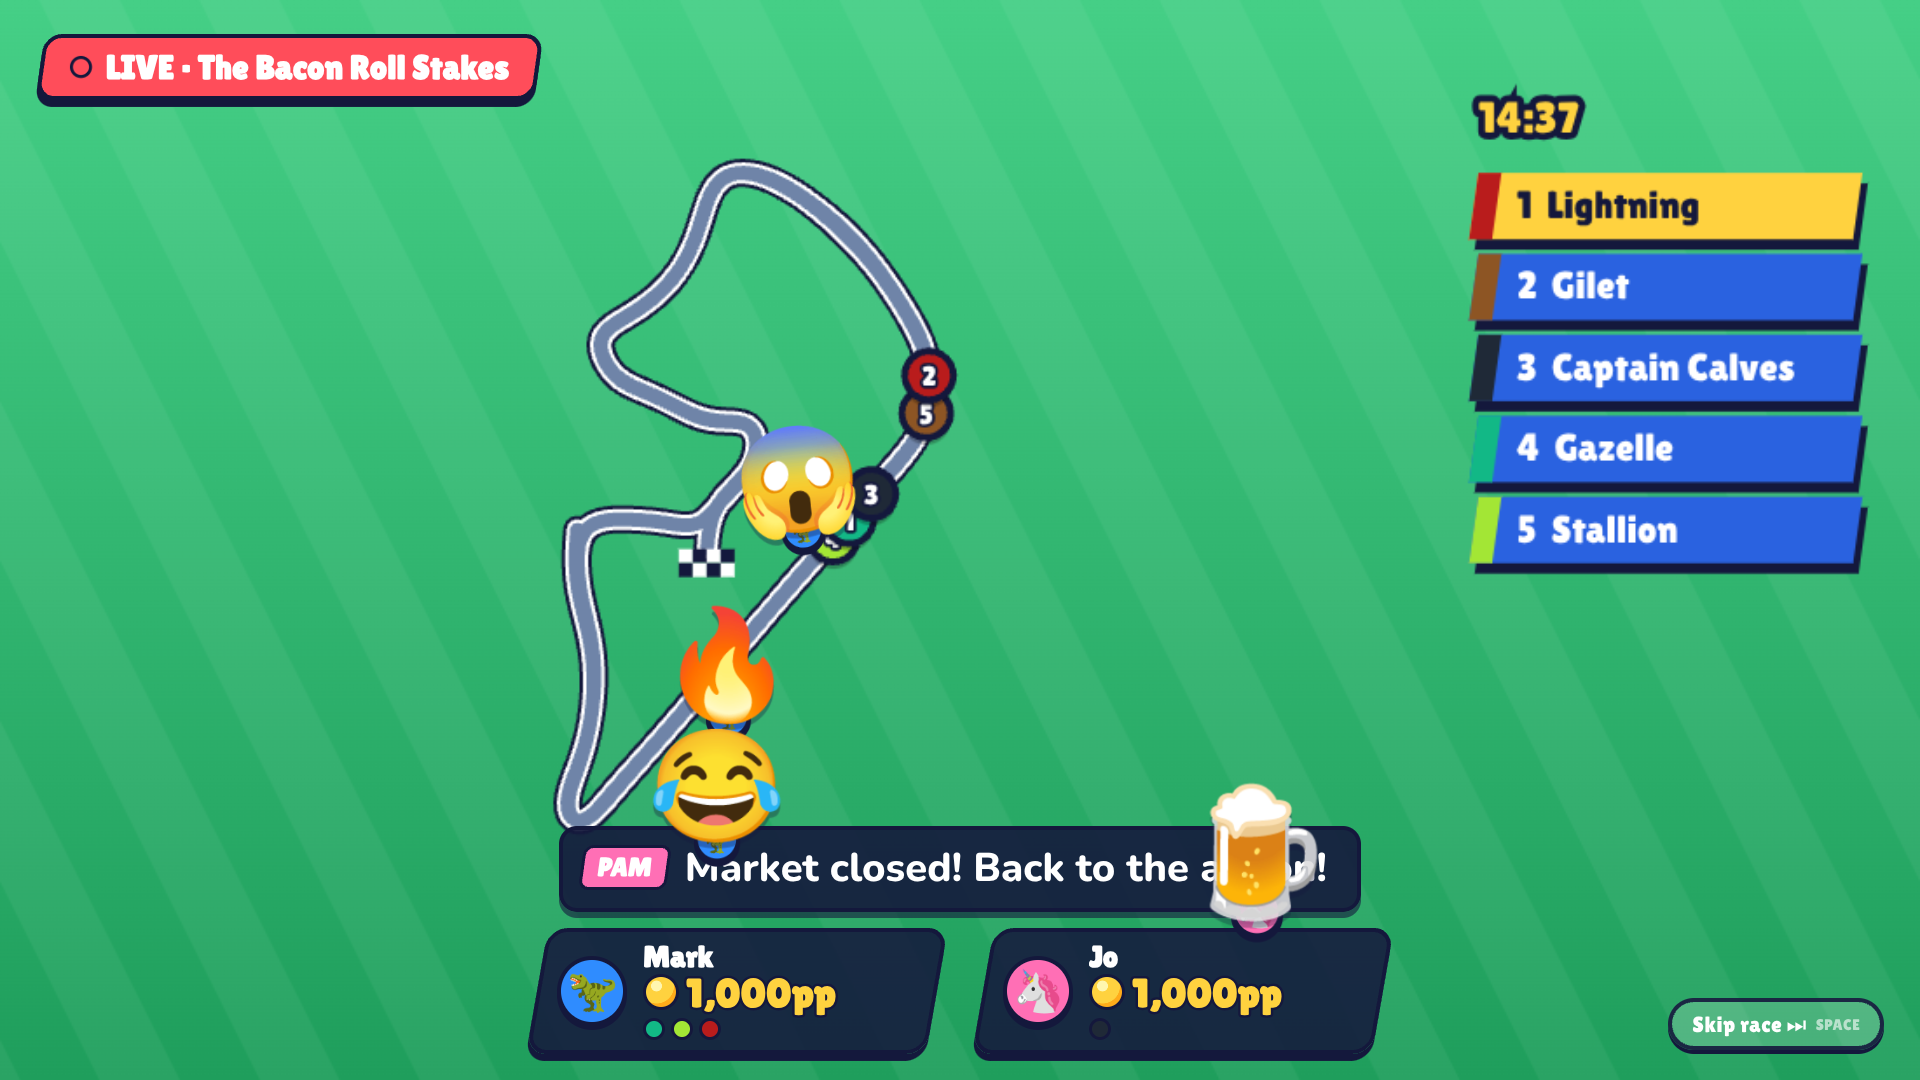 LIVE · The Bacon Roll Stakes
14:37
1 Lightning
2 Gilet
3 Captain Calves
4 Gazelle
5 Stallion
2
5
3
1
PAM Market closed! Back to the
Mark
1,000pp
Jo
1,000pp
Skip race SPACE